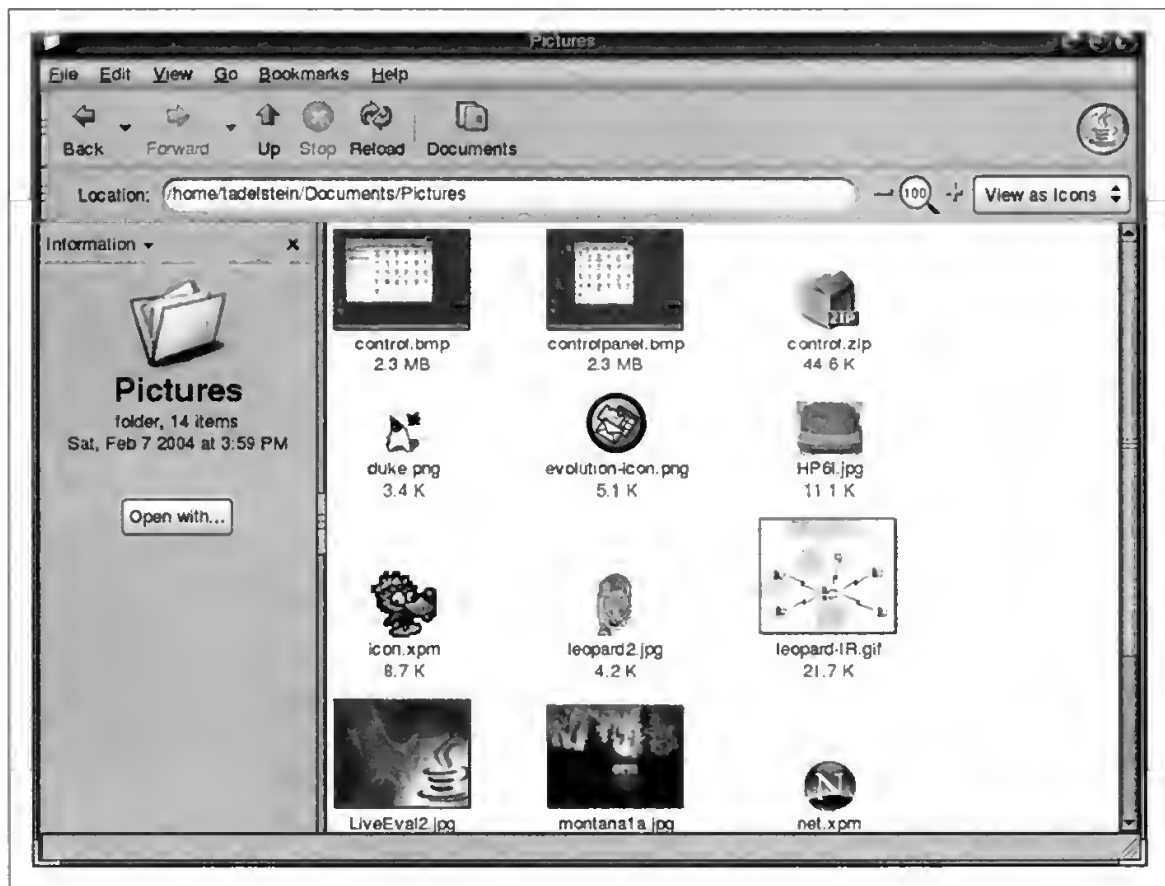 Pictures
File Edit View Go Bookmarks Help
Back Forward Up Stop Reload Documents
Location: /home/tadelstein/Documents/Pictures 100 View as Icons
Information x
Pictures
folder, 14 items
Sat, Feb 7 2004 at 3:59 PM
Open with...
control.bmp
2.3 MB
controlpanel.bmp
2.3 MB
ZIP
control.zip
44.6 K
duke.png
3.4 K
evolution-icon.png
5.1 K
HP6l.jpg
11.1 K
icon.xpm
8.7 K
leopard2.jpg
4.2 K
leopard-IR.gif
21.7 K
LiveEval2.jpg
montana1a.jpg
N
net.xpm